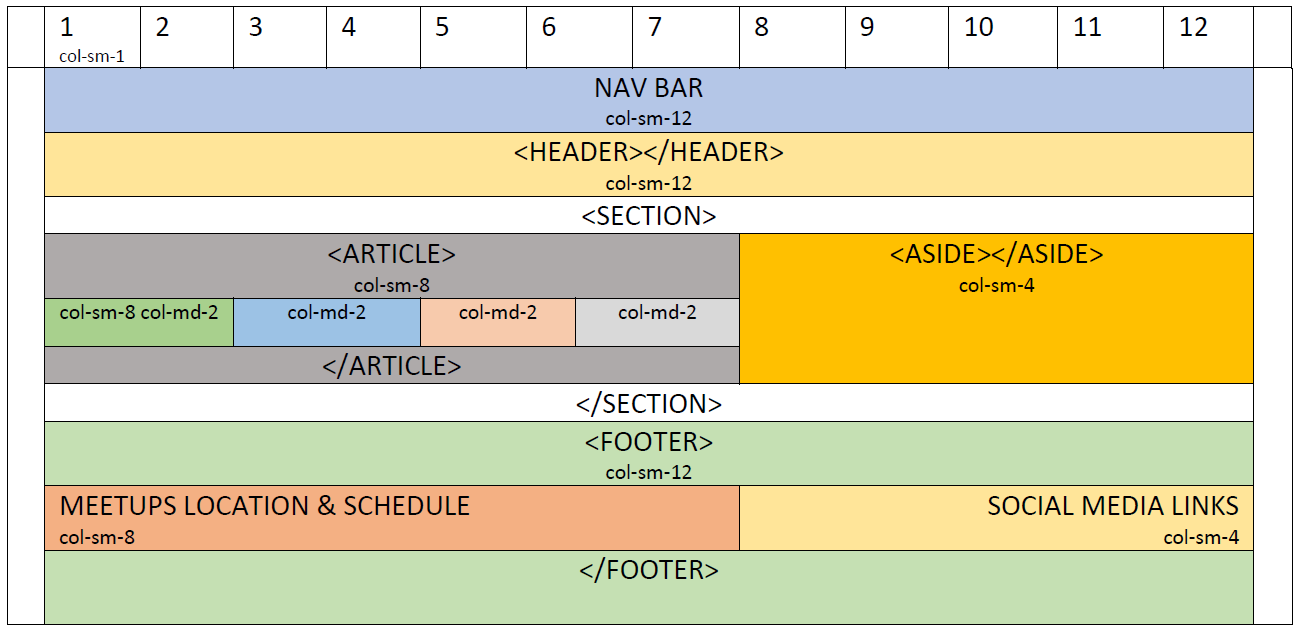 1 2 3 4 5 6 7 8 9 10 11 12
col-sm-1
NAV BAR
col-sm-12
<HEADER></HEADER>
col-sm-12
<SECTION>
<ARTICLE> <ASIDE></ASIDE>
col-sm-8 col-sm-4
col-sm-8 col-md-2 col-md-2 col-md-2 col-md-2
</ARTICLE>
</SECTION>
<FOOTER>
col-sm-12
MEETUPS LOCATION & SCHEDULE SOCIAL MEDIA LINKS
col-sm-8 col-sm-4
</FOOTER>